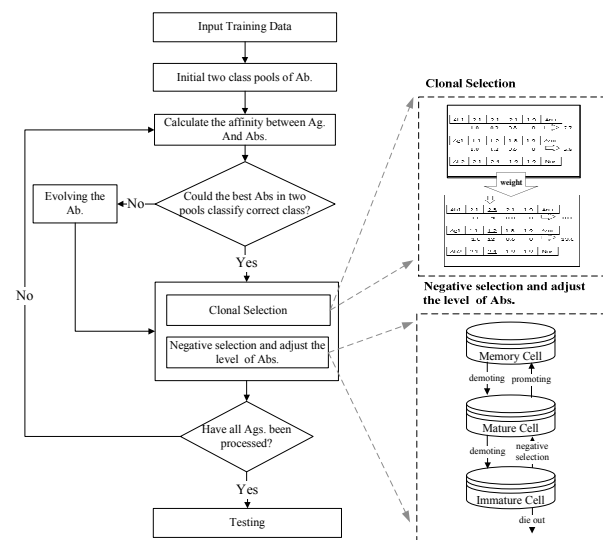 Input Training Data
Initial two class pools of Ab.
Calculate the affinity between Ag.
And Abs.
Could the best Abs in two
pools classify correct class?
No
Evolving the
Ab.
Yes
No
Clonal Selection
Negative selection and adjust the
level of Abs.
Have all Ags. been
processed?
Yes
Testing
Clonal Selection
weight
Negative selection and adjust
the level of Abs.
Memory Cell
demoting
promoting
Mature Cell
demoting
negative
selection
Immature Cell
die out